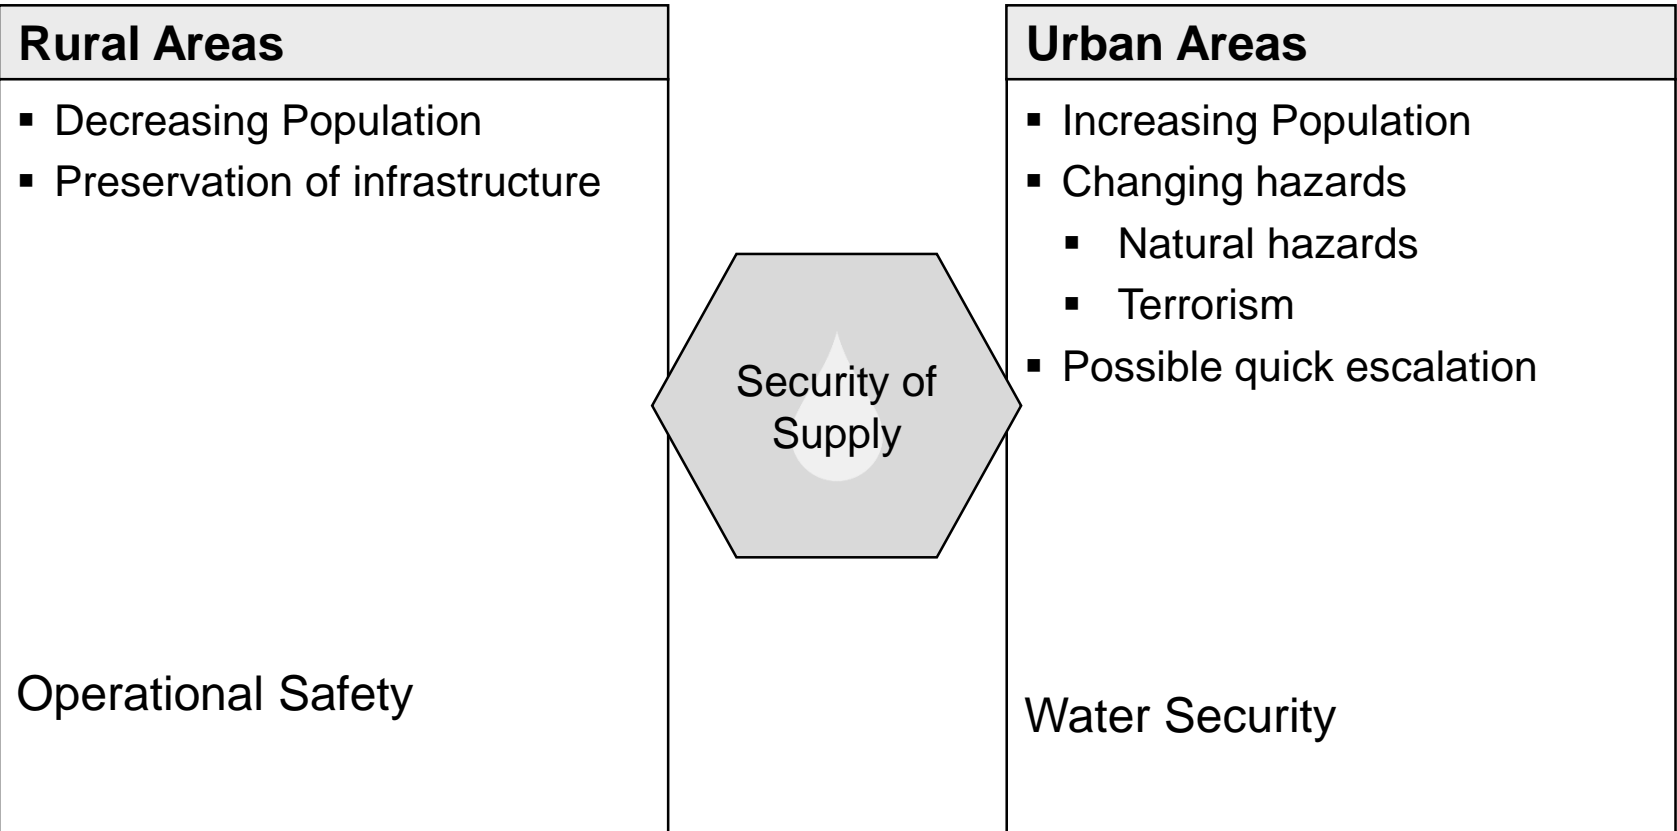 Rural Areas
▪ Decreasing Population
▪ Preservation of infrastructure
Operational Safety
Security of
Supply
Urban Areas
▪ Increasing Population
▪ Changing hazards
▪ Natural hazards
▪ Terrorism
▪ Possible quick escalation
Water Security